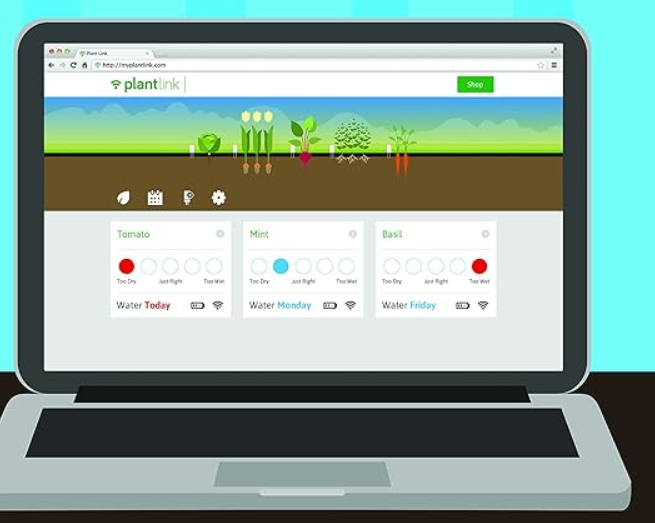 Plant Link
http://myplantlink.com
plantlink
Shop
Tomato
Too Dry Just Right Too Wet
Water Today
Mint
Too Dry Just Right Too Wet
Water Monday
Basil
Too Dry Just Right Too Wet
Water Friday